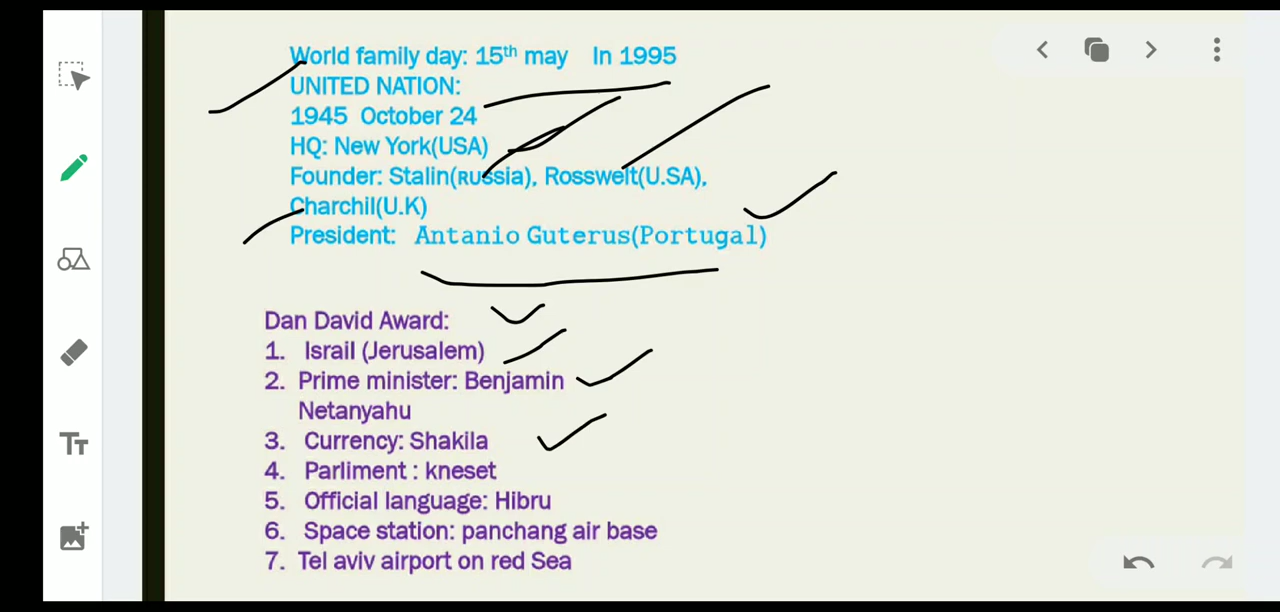 World family day: 15th may In 1995
UNITED NATION:
1945 October 24
HQ: New York(USA)
Founder: Stalin(RUssia), Rosswelt(U.SA),
Charchil(U.K)
President: Antanio Guterus(Portugal)
Dan David Award:
1. Israil (Jerusalem)
2. Prime minister: Benjamin
Netanyahu
3. Currency: Shakila
4. Parliment : kneset
5. Official language: Hibru
6. Space station: panchang air base
7. Tel aviv airport on red Sea